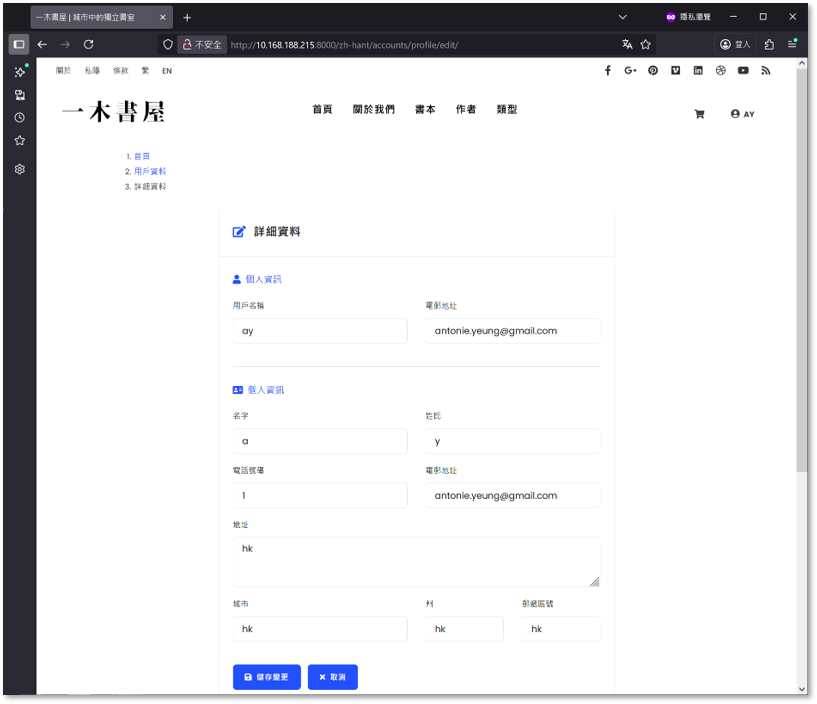 一木書屋 | 城市中的獨立書室
隱私瀏覽
不安全 http://10.168.188.215:8000/zh-hant/accounts/profile/edit/
登入
關於 私隱 條款 繁 EN
一木書屋
首頁 關於我們 書本 作者 類型
AY
1. 首頁
2. 用戶資料
3. 詳細資料
詳細資料
個人資訊
用戶名稱 電郵地址
ay antonie.yeung@gmail.com
個人資訊
名字 姓氏
a y
電話號碼 電郵地址
1 antonie.yeung@gmail.com
地址
hk
城市 州 郵遞區號
hk hk hk
儲存變更 取消